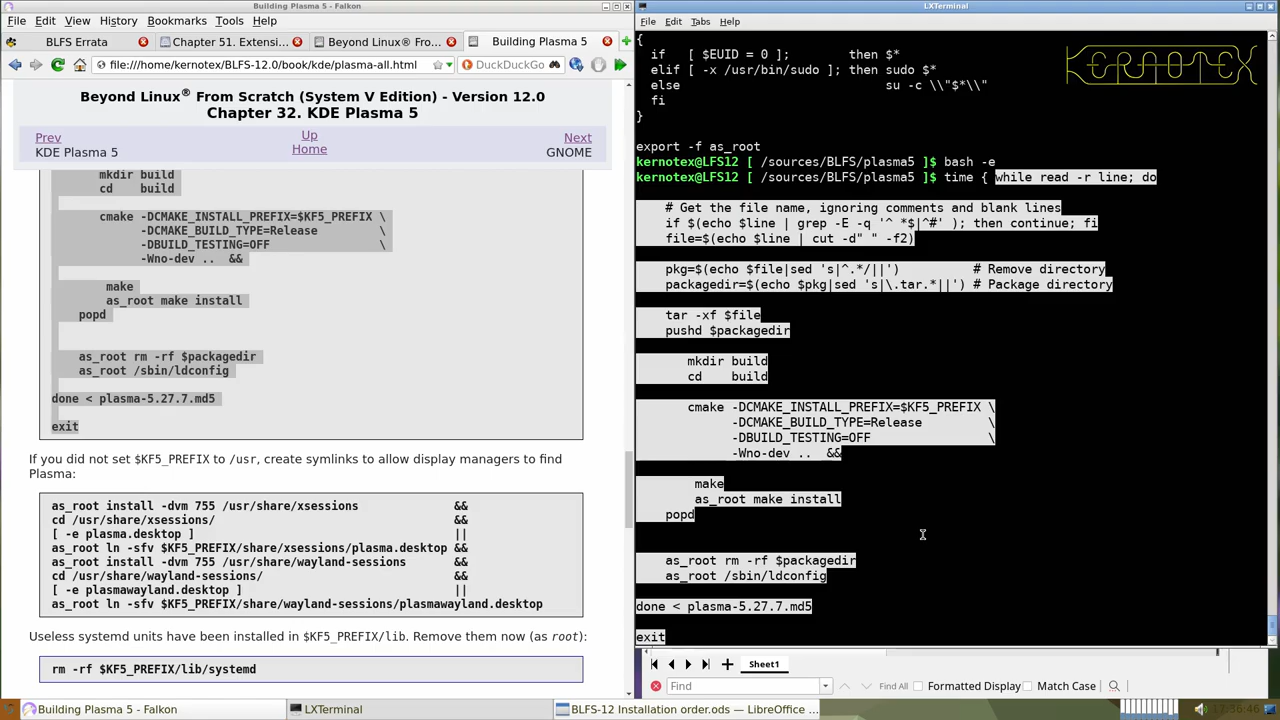 Building Plasma 5 - Falkon
File Edit View History Bookmarks Tools Help
BLFS Errata
Chapter 51. Extensi...
Beyond Linux® Fro...
Building Plasma 5
file:///home/kernotex/BLFS-12.0/book/kde/plasma-all.html
DuckDuckGo
Beyond Linux® From Scratch (System V Edition) - Version 12.0
Chapter 32. KDE Plasma 5
Prev
Up
Next
KDE Plasma 5
Home
GNOME
mkdir build
cd    build
cmake -DCMAKE_INSTALL_PREFIX=$KF5_PREFIX \
-DCMAKE_BUILD_TYPE=Release         \
-DBUILD_TESTING=OFF                \
-Wno-dev ..  &&
make
as_root make install
popd
as_root rm -rf $packagedir
as_root /sbin/ldconfig
done < plasma-5.27.7.md5
exit
If you did not set $KF5_PREFIX to /usr, create symlinks to allow display managers to find
Plasma:
as_root install -dvm 755 /usr/share/xsessions             &&
cd /usr/share/xsessions/                                  &&
[ -e plasma.desktop ]                                     ||
as_root ln -sfv $KF5_PREFIX/share/xsessions/plasma.desktop &&
as_root install -dvm 755 /usr/share/wayland-sessions      &&
cd /usr/share/wayland-sessions/                           &&
[ -e plasmawayland.desktop ]                              ||
as_root ln -sfv $KF5_PREFIX/share/wayland-sessions/plasmawayland.desktop
Useless systemd units have been installed in $KF5_PREFIX/lib. Remove them now (as root):
rm -rf $KF5_PREFIX/lib/systemd
LXTerminal
File Edit Tabs Help
KERNOTEX
{
if   [ $EUID = 0 ];        then $*
elif [ -x /usr/bin/sudo ]; then sudo $*
else                            su -c \\"$*\\"
fi
}
export -f as_root
kernotex@LFS12 [ /sources/BLFS/plasma5 ]$ bash -e
kernotex@LFS12 [ /sources/BLFS/plasma5 ]$ time { while read -r line; do
# Get the file name, ignoring comments and blank lines
if $(echo $line | grep -E -q '^ *$|^#' ); then continue; fi
file=$(echo $line | cut -d" " -f2)
pkg=$(echo $file|sed 's|^.*/||')          # Remove directory
packagedir=$(echo $pkg|sed 's|\.tar.*||') # Package directory
tar -xf $file
pushd $packagedir
mkdir build
cd    build
cmake -DCMAKE_INSTALL_PREFIX=$KF5_PREFIX \
-DCMAKE_BUILD_TYPE=Release         \
-DBUILD_TESTING=OFF                \
-Wno-dev ..  &&
make
as_root make install
popd
as_root rm -rf $packagedir
as_root /sbin/ldconfig
done < plasma-5.27.7.md5
exit
Sheet1
Find
Find All
Formatted Display
Match Case
Building Plasma 5 - Falkon
LXTerminal
BLFS-12 Installation order.ods — LibreOffice ...
17:36:46